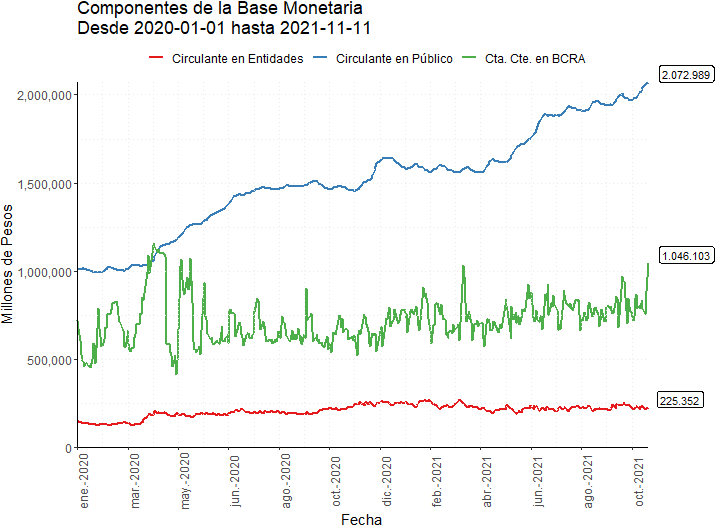 Componentes de la Base Monetaria
Desde 2020-01-01 hasta 2021-11-11
Circulante en Entidades Circulante en Público Cta. Cte. en BCRA
Millones de Pesos
2,000,000
1,500,000
1,000,000
500,000
0
2.072.989
1.046.103
225.352
ene.-2020
mar.-2020
may.-2020
jun.-2020
ago.-2020
oct.-2020
dic.-2020
feb.-2021
abr.-2021
jun.-2021
ago.-2021
oct.-2021
Fecha